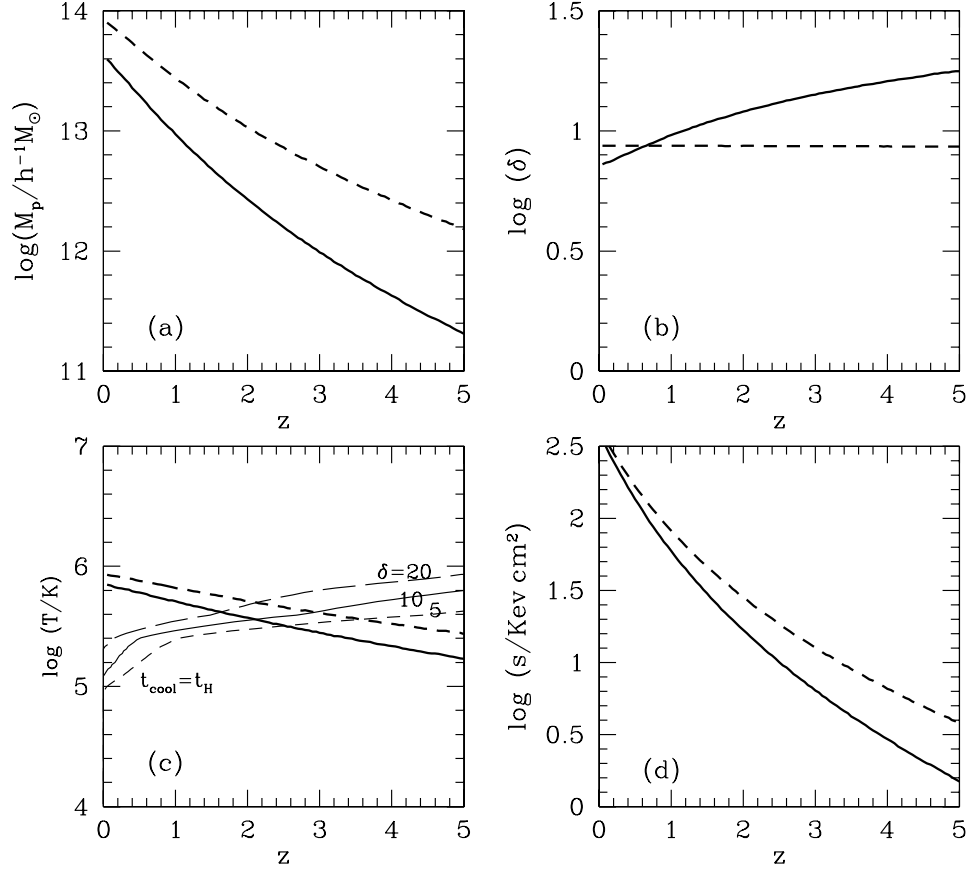 14
13
12
11
log(M_p/h⁻¹M_⊙)
(a)
0 1 2 3 4 5
z
1.5
1
0.5
0
log (δ)
(b)
0 1 2 3 4 5
z
7
6
5
4
log (T/K)
δ=20
10
5
t_cool=t_H
(c)
0 1 2 3 4 5
z
2.5
2
1.5
1
0.5
0
log (s/Kev cm²)
(d)
0 1 2 3 4 5
z